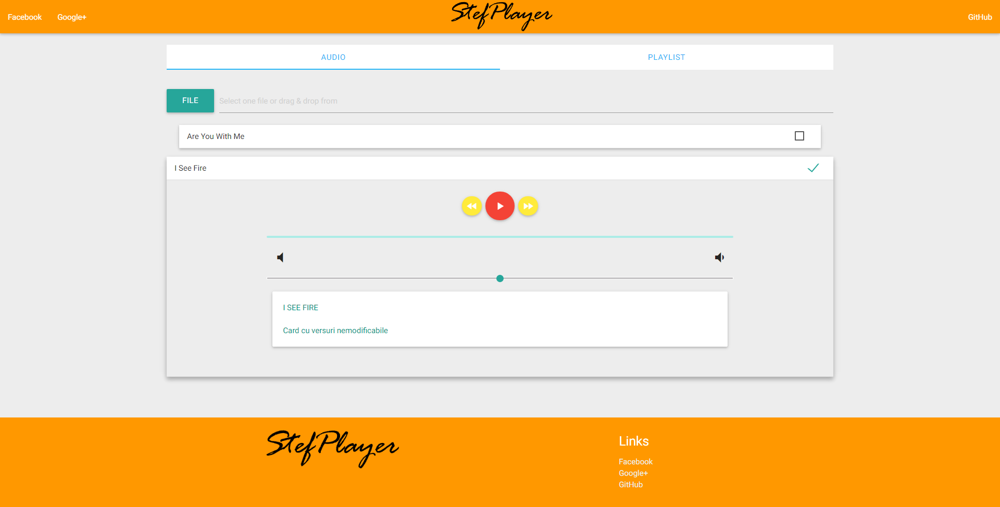 Facebook Google+ StefPlayer GitHub
AUDIO PLAYLIST
FILE Select one file or drag & drop from
Are You With Me
I See Fire
I SEE FIRE
Card cu versuri nemodificabile
StefPlayer
Links
Facebook
Google+
GitHub